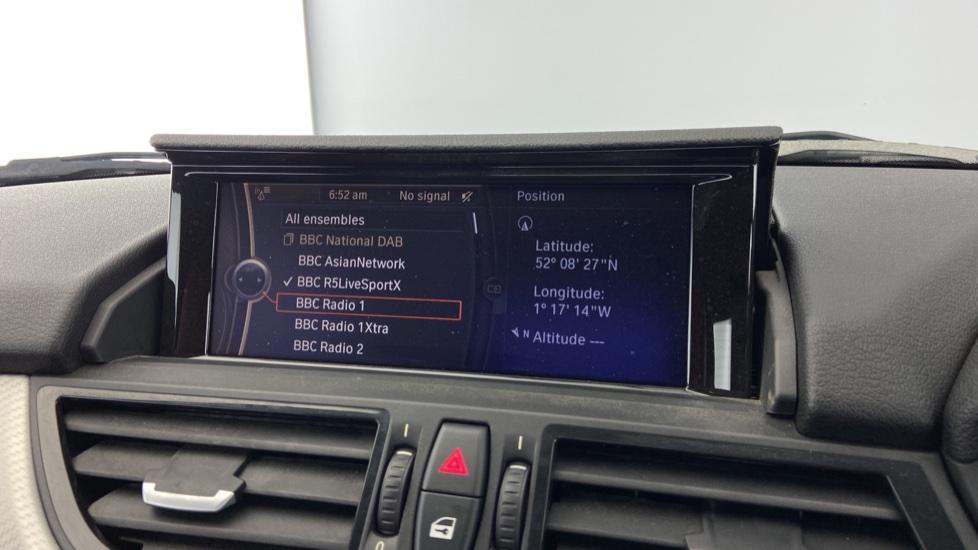 6:52 am No signal
All ensembles
BBC National DAB
BBC AsianNetwork
✓ BBC R5LiveSportX
BBC Radio 1
BBC Radio 1Xtra
BBC Radio 2
Position
Latitude:
52° 08' 27"N
Longitude:
1° 17' 14"W
N
Altitude ---